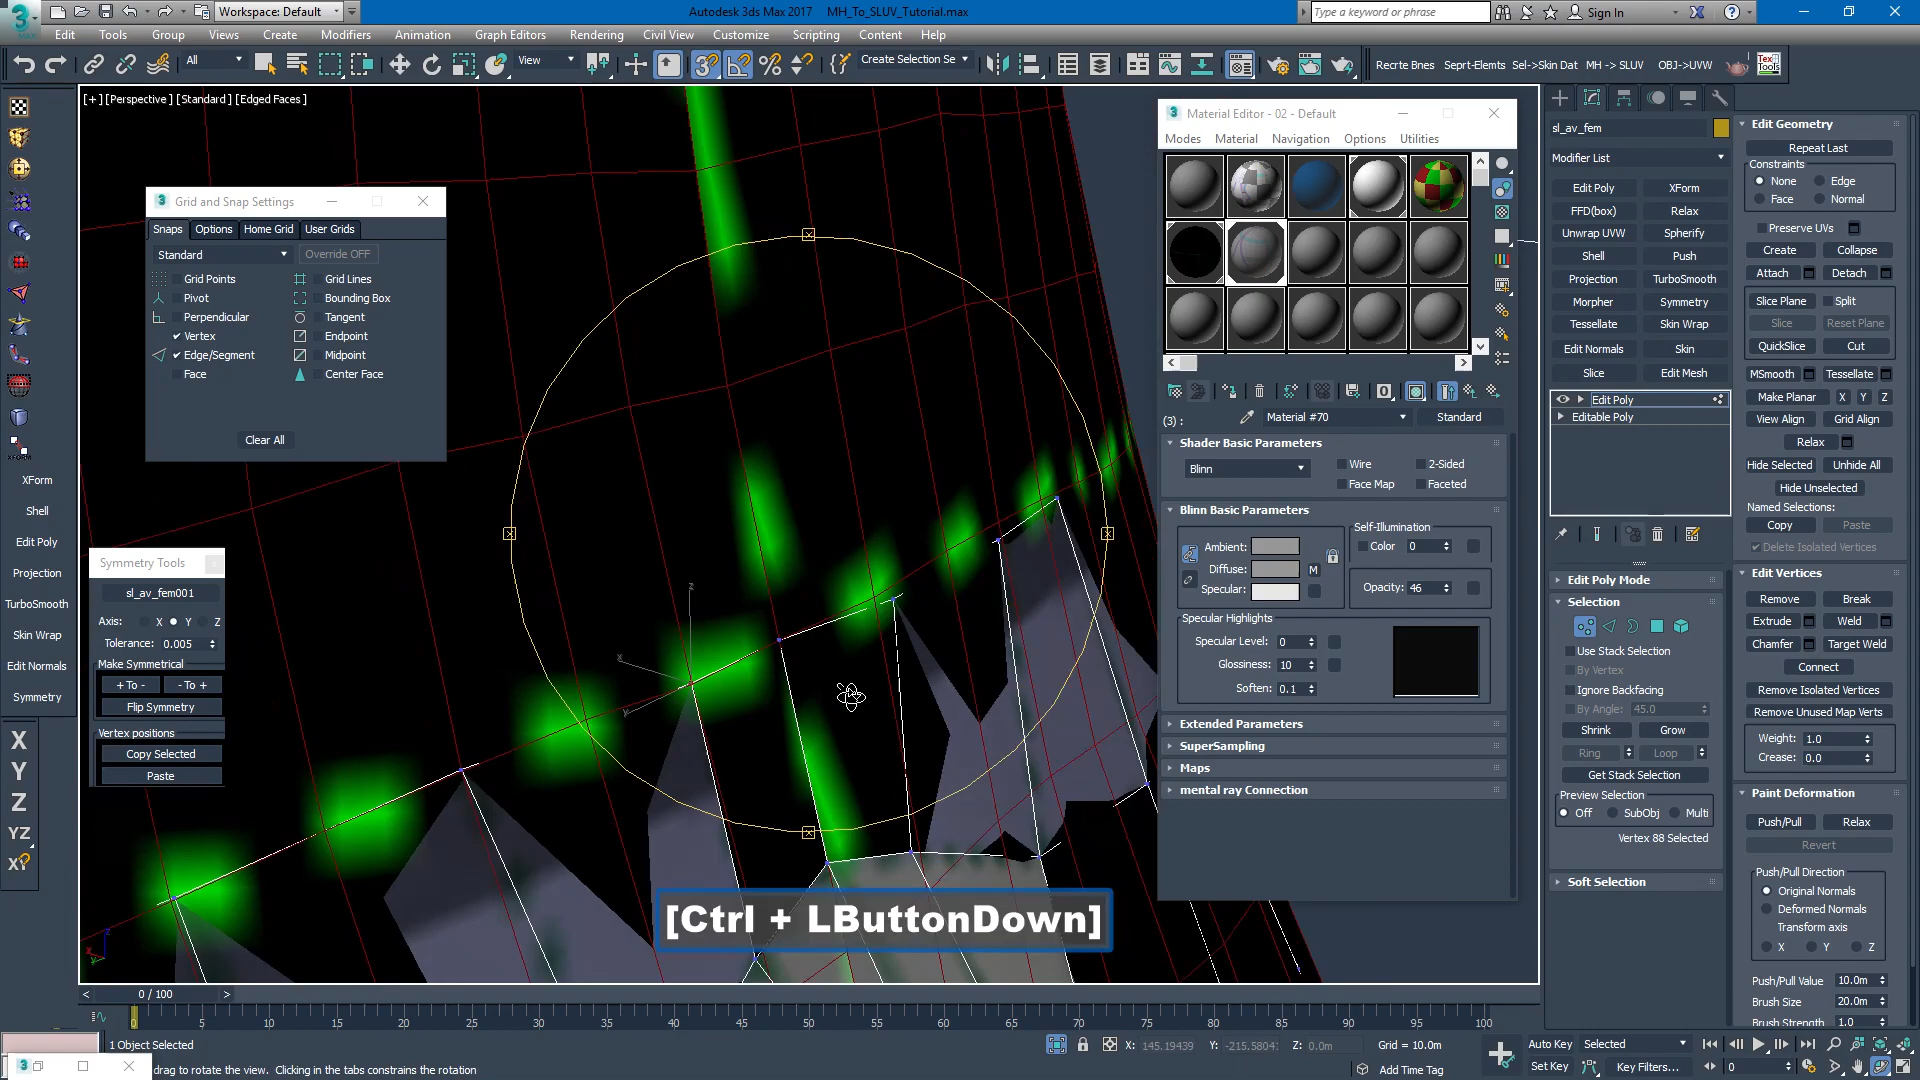 Workspace: Default
Autodesk 3ds Max 2017 MH_To_SLUV_Tutorial.max
Type a keyword or phrase
Sign In
Edit Tools Group Views Create Modifiers Animation Graph Editors Rendering Civil View Customize Scripting Content Help
All
View
Create Selection Se
Recrte Bnes Seprt-Elemts Sel->Skin Dat MH -> SLUV OBJ->UVW
[+] [Perspective] [Standard] [Edged Faces]
Grid and Snap Settings
Snaps Options Home Grid User Grids
Standard
Override OFF
Grid Points Grid Lines
Pivot Bounding Box
Perpendicular Tangent
Vertex Endpoint
Edge/Segment Midpoint
Face Center Face
Clear All
XForm
Shell
Edit Poly
Projection
TurboSmooth
Skin Wrap
Edit Normals
Symmetry
X
Y
Z
YZ
XY
Symmetry Tools
sl_av_fem001
Axis: X Y Z
Tolerance: 0.005
Make Symmetrical
+ To - - To +
Flip Symmetry
Vertex positions
Copy Selected
Paste
[Ctrl + LButtonDown]
Material Editor - 02 - Default
Modes Material Navigation Options Utilities
(3) : Material #70 Standard
Shader Basic Parameters
Blinn Wire 2-Sided
Face Map Faceted
Blinn Basic Parameters
Self-Illumination
Ambient: Color 0
Diffuse: M
Specular: Opacity: 46
Specular Highlights
Specular Level: 0
Glossiness: 10
Soften: 0.1
Extended Parameters
SuperSampling
Maps
mental ray Connection
sl_av_fem
Modifier List
Edit Poly XForm
FFD(box) Relax
Unwrap UVW Spherify
Shell Push
Projection TurboSmooth
Morpher Symmetry
Tessellate Skin Wrap
Edit Normals Skin
Slice Edit Mesh
Edit Poly
Editable Poly
Edit Poly Mode
Selection
Use Stack Selection
By Vertex
Ignore Backfacing
By Angle: 45.0
Shrink Grow
Ring Loop
Get Stack Selection
Preview Selection
Off SubObj Multi
Vertex 88 Selected
Soft Selection
Edit Geometry
Repeat Last
Constraints
None Edge
Face Normal
Preserve UVs
Create Collapse
Attach Detach
Slice Plane Split
Slice Reset Plane
QuickSlice Cut
MSmooth Tessellate
Make Planar X Y Z
View Align Grid Align
Relax
Hide Selected Unhide All
Hide Unselected
Named Selections:
Copy Paste
Delete Isolated Vertices
Edit Vertices
Remove Break
Extrude Weld
Chamfer Target Weld
Connect
Remove Isolated Vertices
Remove Unused Map Verts
Weight: 1.0
Crease: 0.0
Paint Deformation
Push/Pull Relax
Revert
Push/Pull Direction
Original Normals
Deformed Normals
Transform axis
X Y Z
Push/Pull Value 10.0m
Brush Size 20.0m
Brush Strength 1.0
< 0 / 100 >
0 5 10 15 20 25 30 35 40 45 50 55 60 65 70 75 80 85 90 95 100
1 Object Selected
X: 145.19439 Y: -215.58041 Z: 0.0m Grid = 10.0m
Auto Key Selected
drag to rotate the view. Clicking in the tabs constrains the rotation
Add Time Tag
Set Key Key Filters... 0